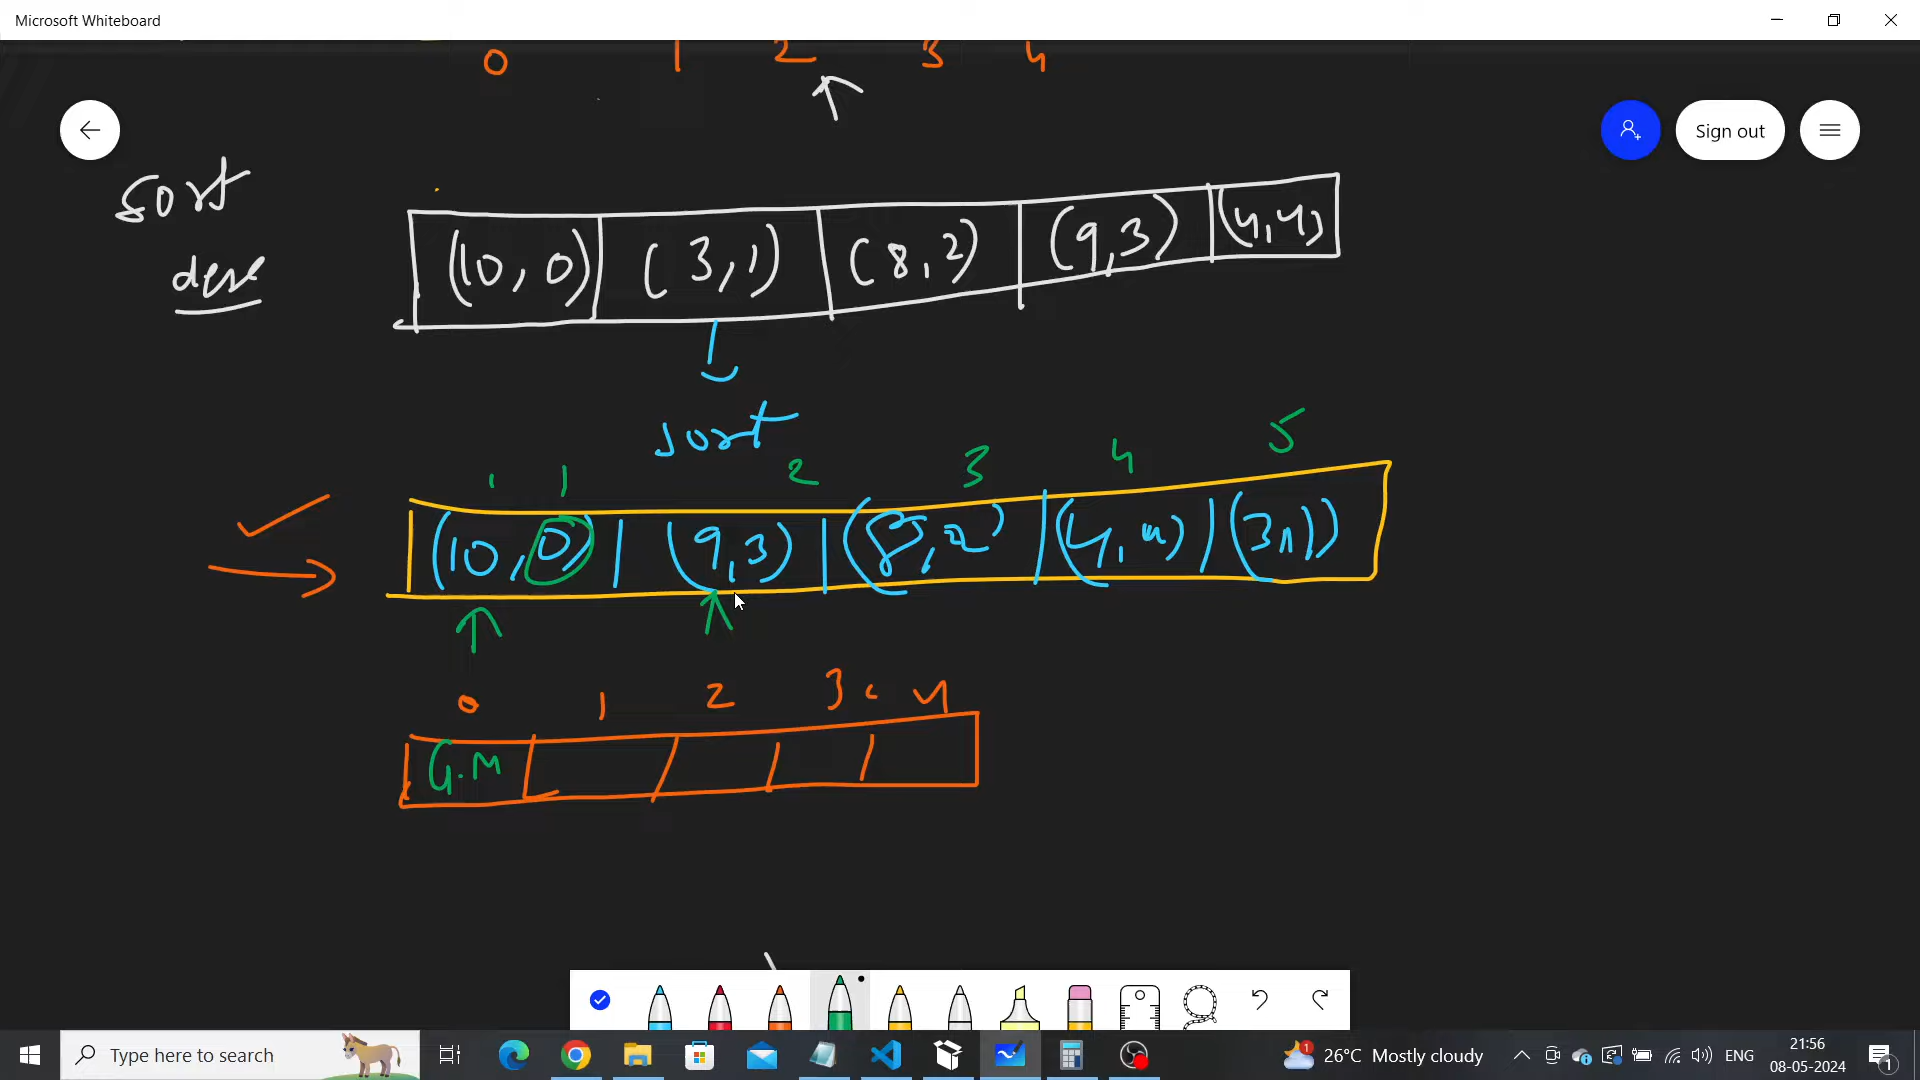 Microsoft Whiteboard
0 1 2 3 4
Sign out
sort
desc
(10, 0) (3, 1) (8, 2) (9, 3) (4, 4)
sort
1 2 3 4 5
(10, 0) | (9, 3) | (8, 2) | (4, 4) | (3, 1)
0 1 2 3 4
G.M
Type here to search
1
26°C Mostly cloudy
ENG
21:56
08-05-2024
1